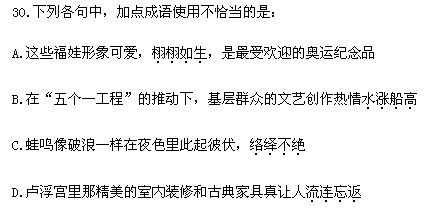 30.下列各句中，加点成语使用不恰当的是：
A.这些福娃形象可爱，栩栩如生，是最受欢迎的奥运纪念品
B.在“五个一工程”的推动下，基层群众的文艺创作热情水涨船高
C.蛙鸣像破浪一样在夜色里此起彼伏，络绎不绝
D.卢浮宫里那精美的室内装修和古典家具真让人流连忘返